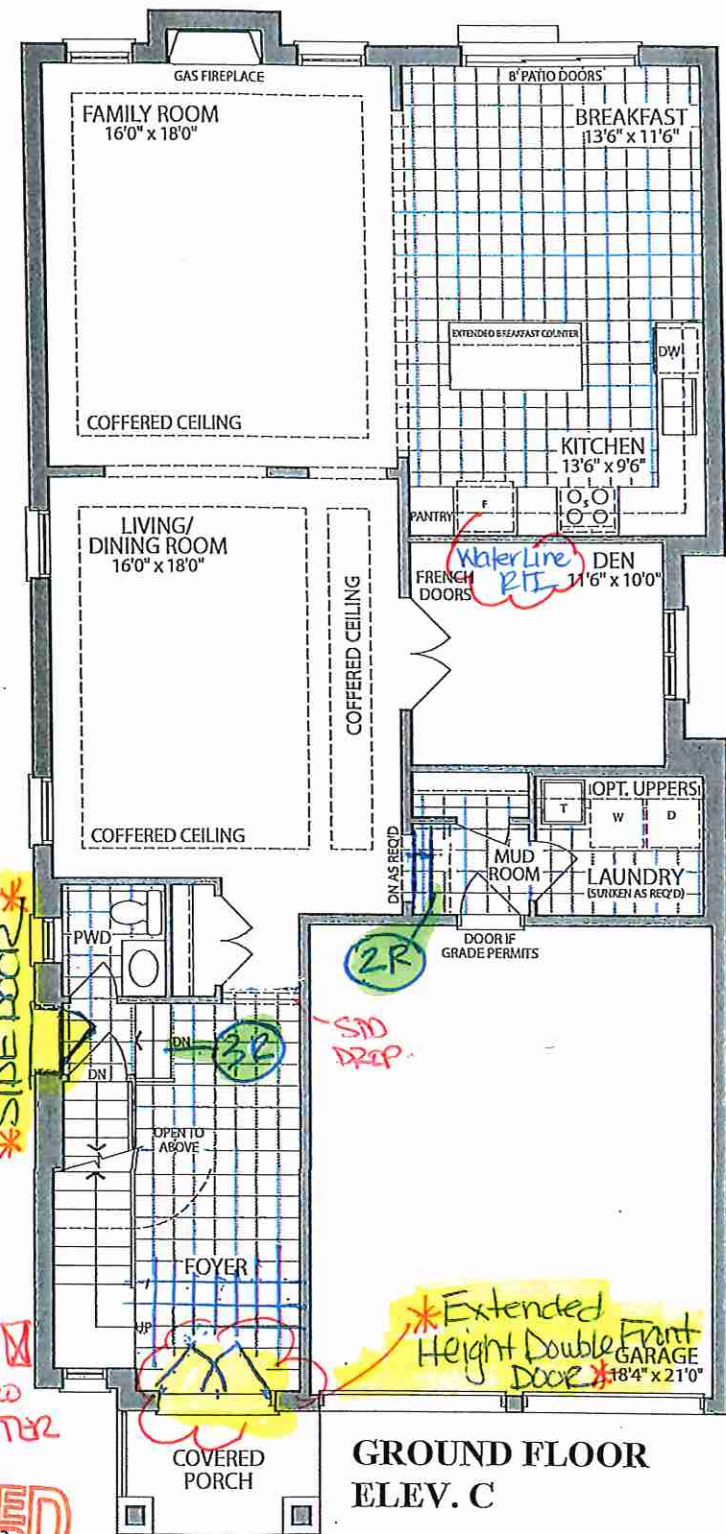 GAS FIREPLACE
8' PATIO DOORS
FAMILY ROOM
16'0" x 18'0"
BREAKFAST
13'6" x 11'6"
EXTENDED BREAKFAST COUNTER
DW
COFFERED CEILING
KITCHEN
13'6" x 9'6"
PANTRY
F
S
LIVING/
DINING ROOM
16'0" x 18'0"
COFFERED CEILING
WaterLine
RII
FRENCH
DOORS
DEN
11'6" x 10'0"
COFFERED CEILING
OPT. UPPERS
T
W
D
DN AS REQ'D
MUD
ROOM
LAUNDRY
(SUNKEN AS REQ'D)
DOOR IF
GRADE PERMITS
2R
* SIDE DOOR *
PWD
DN
3R
STD
DROP
DN
OPEN TO
ABOVE
FOYER
UP
* Extended
Height Double Front
Door *
GARAGE
18'4" x 21'0"
COVERED
PORCH
GROUND FLOOR
ELEV. C